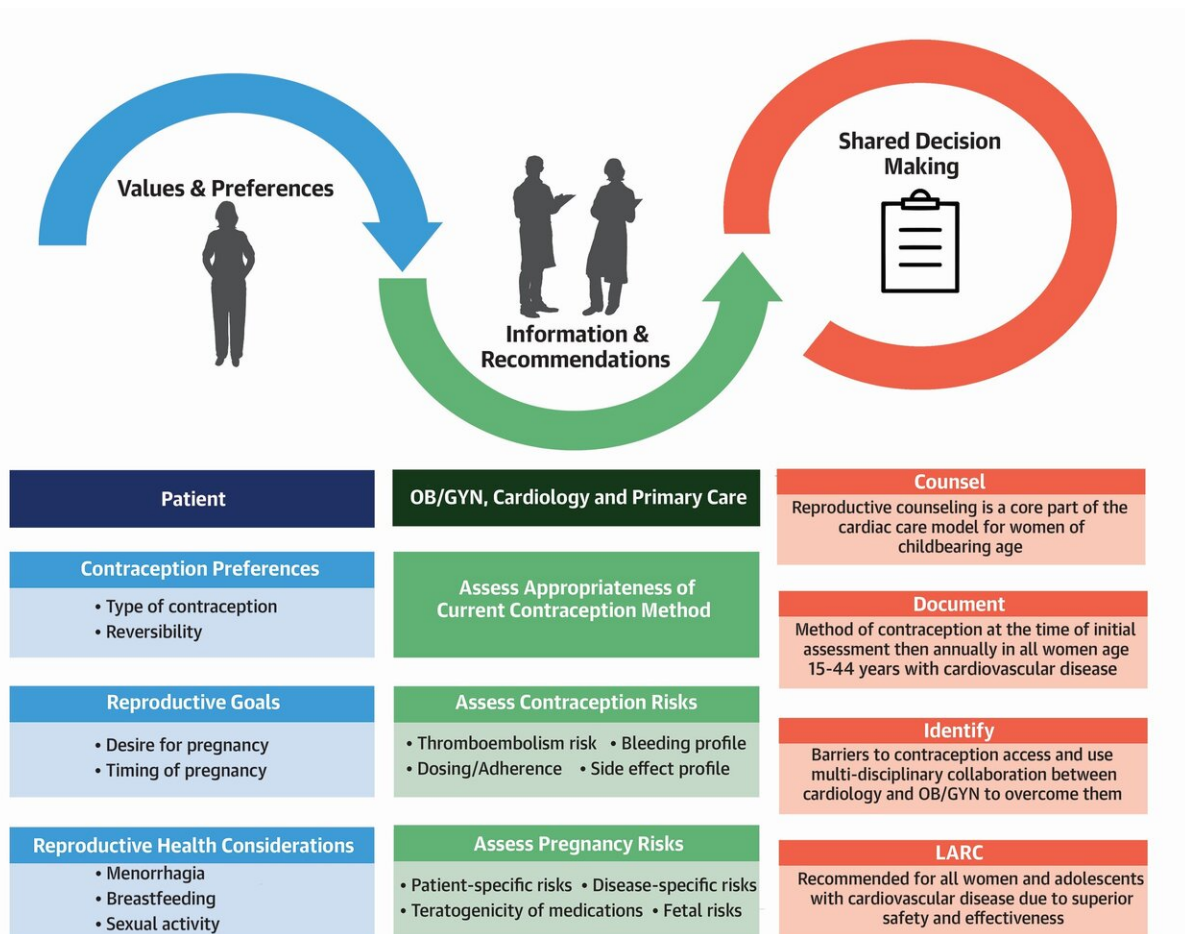 Values & Preferences
Information &
Recommendations
Shared Decision
Making
Patient
Contraception Preferences
• Type of contraception
• Reversibility
Reproductive Goals
• Desire for pregnancy
• Timing of pregnancy
Reproductive Health Considerations
• Menorrhagia
• Breastfeeding
• Sexual activity
OB/GYN, Cardiology and Primary Care
Assess Appropriateness of
Current Contraception Method
Assess Contraception Risks
• Thromboembolism risk • Bleeding profile
• Dosing/Adherence • Side effect profile
Assess Pregnancy Risks
• Patient-specific risks • Disease-specific risks
• Teratogenicity of medications • Fetal risks
Counsel
Reproductive counseling is a core part of the
cardiac care model for women of
childbearing age
Document
Method of contraception at the time of initial
assessment then annually in all women age
15-44 years with cardiovascular disease
Identify
Barriers to contraception access and use
multi-disciplinary collaboration between
cardiology and OB/GYN to overcome them
LARC
Recommended for all women and adolescents
with cardiovascular disease due to superior
safety and effectiveness